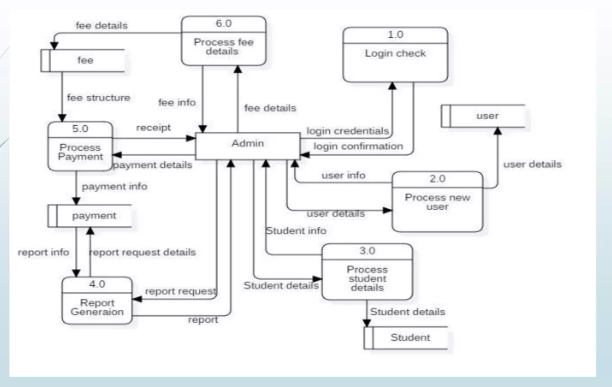 fee details
6.0
Process fee
details
1.0
Login check
fee
fee structure
fee info
fee details
user
5.0
Process
Payment
receipt
Admin
login credentials
login confirmation
payment details
user details
payment info
user info
2.0
Process new
user
payment
user details
Student info
report info
report request details
3.0
Process
student
details
4.0
Report
Generaion
report request
Student details
report
Student details
Student